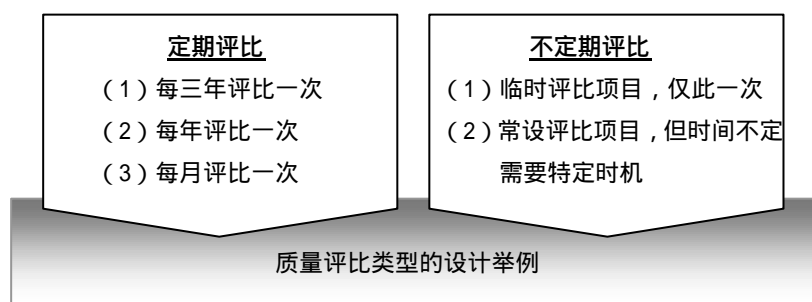 定期评比
（1）每三年评比一次
（2）每年评比一次
（3）每月评比一次
不定期评比
（1）临时评比项目，仅此一次
（2）常设评比项目，但时间不定
需要特定时机
质量评比类型的设计举例